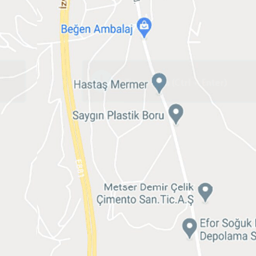 Beğen Ambalaj
Hastaş Mermer
Saygın Plastik Boru
Metser Demir Çelik
Çimento San.Tic.A.Ş
Efor Soğuk
Depolama S